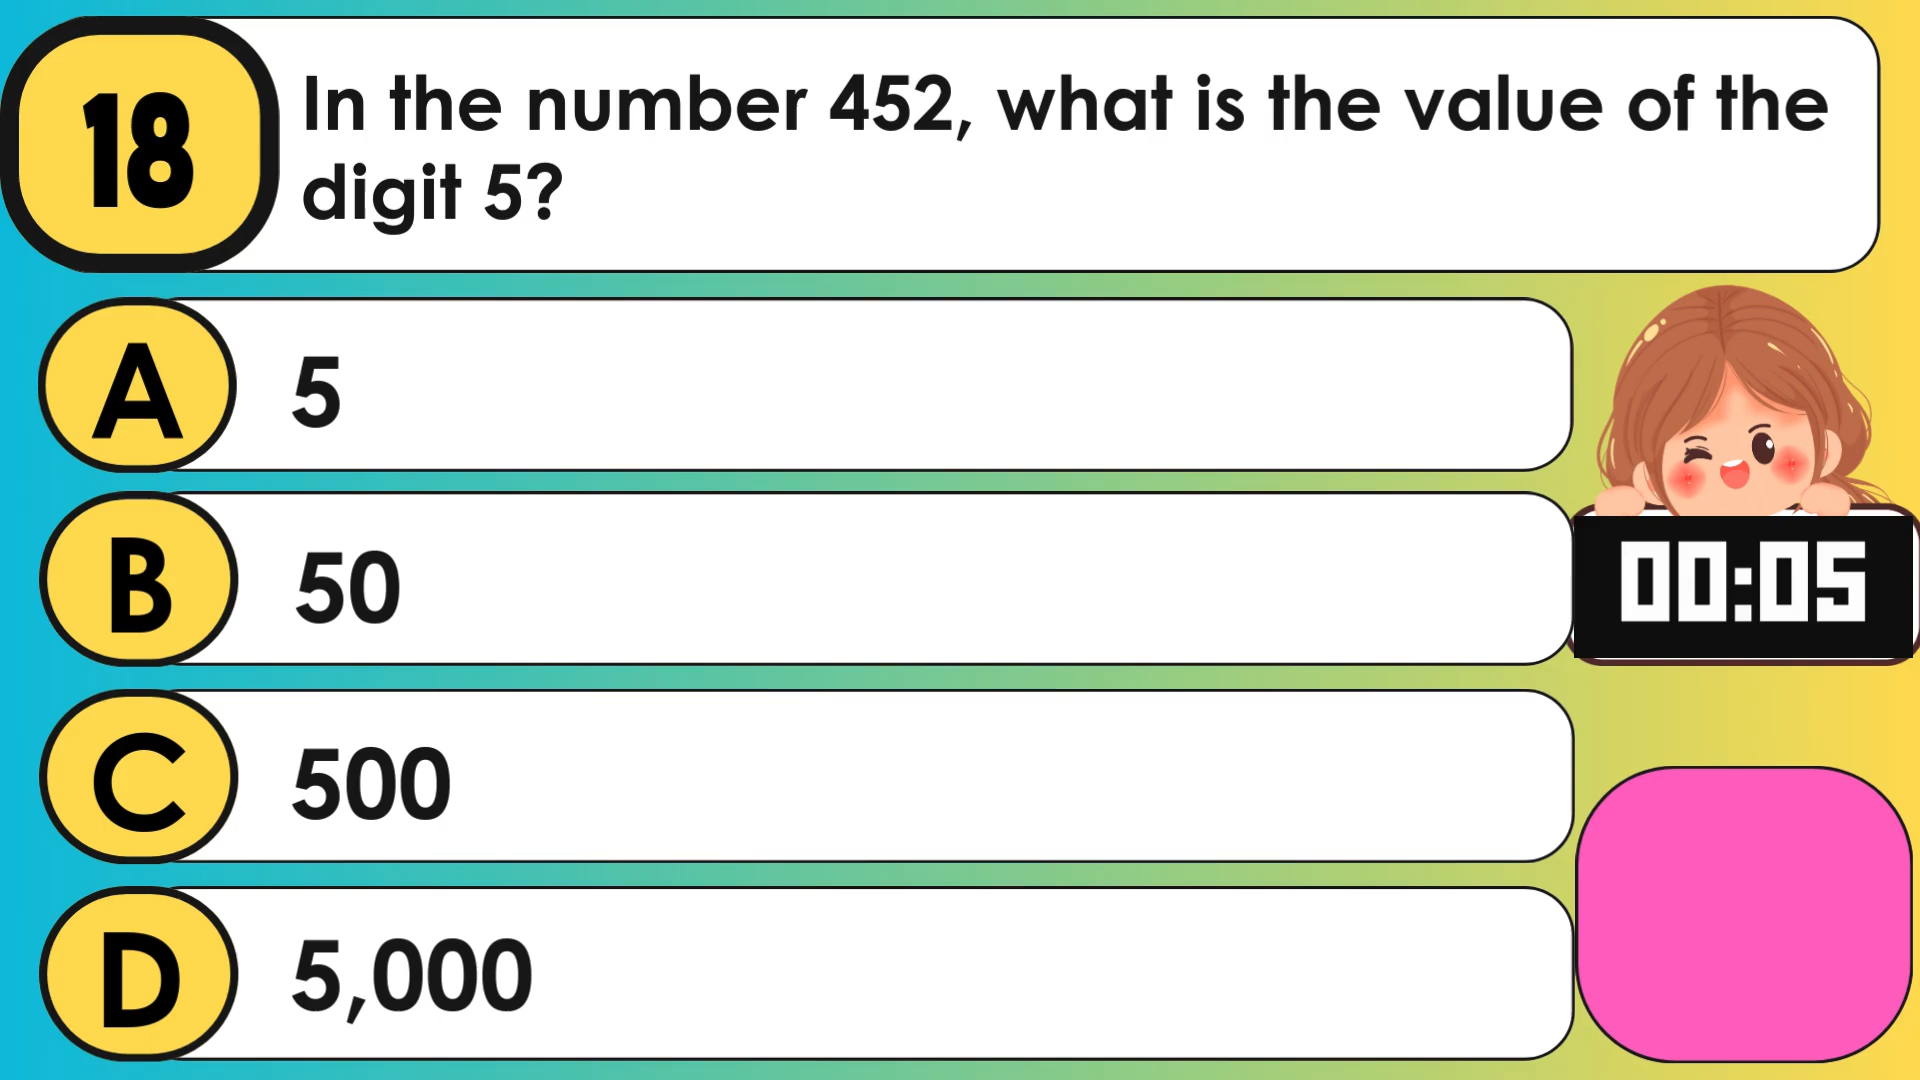 18
In the number 452, what is the value of the
digit 5?
A
5
B
50
00:05
C
500
D
5,000